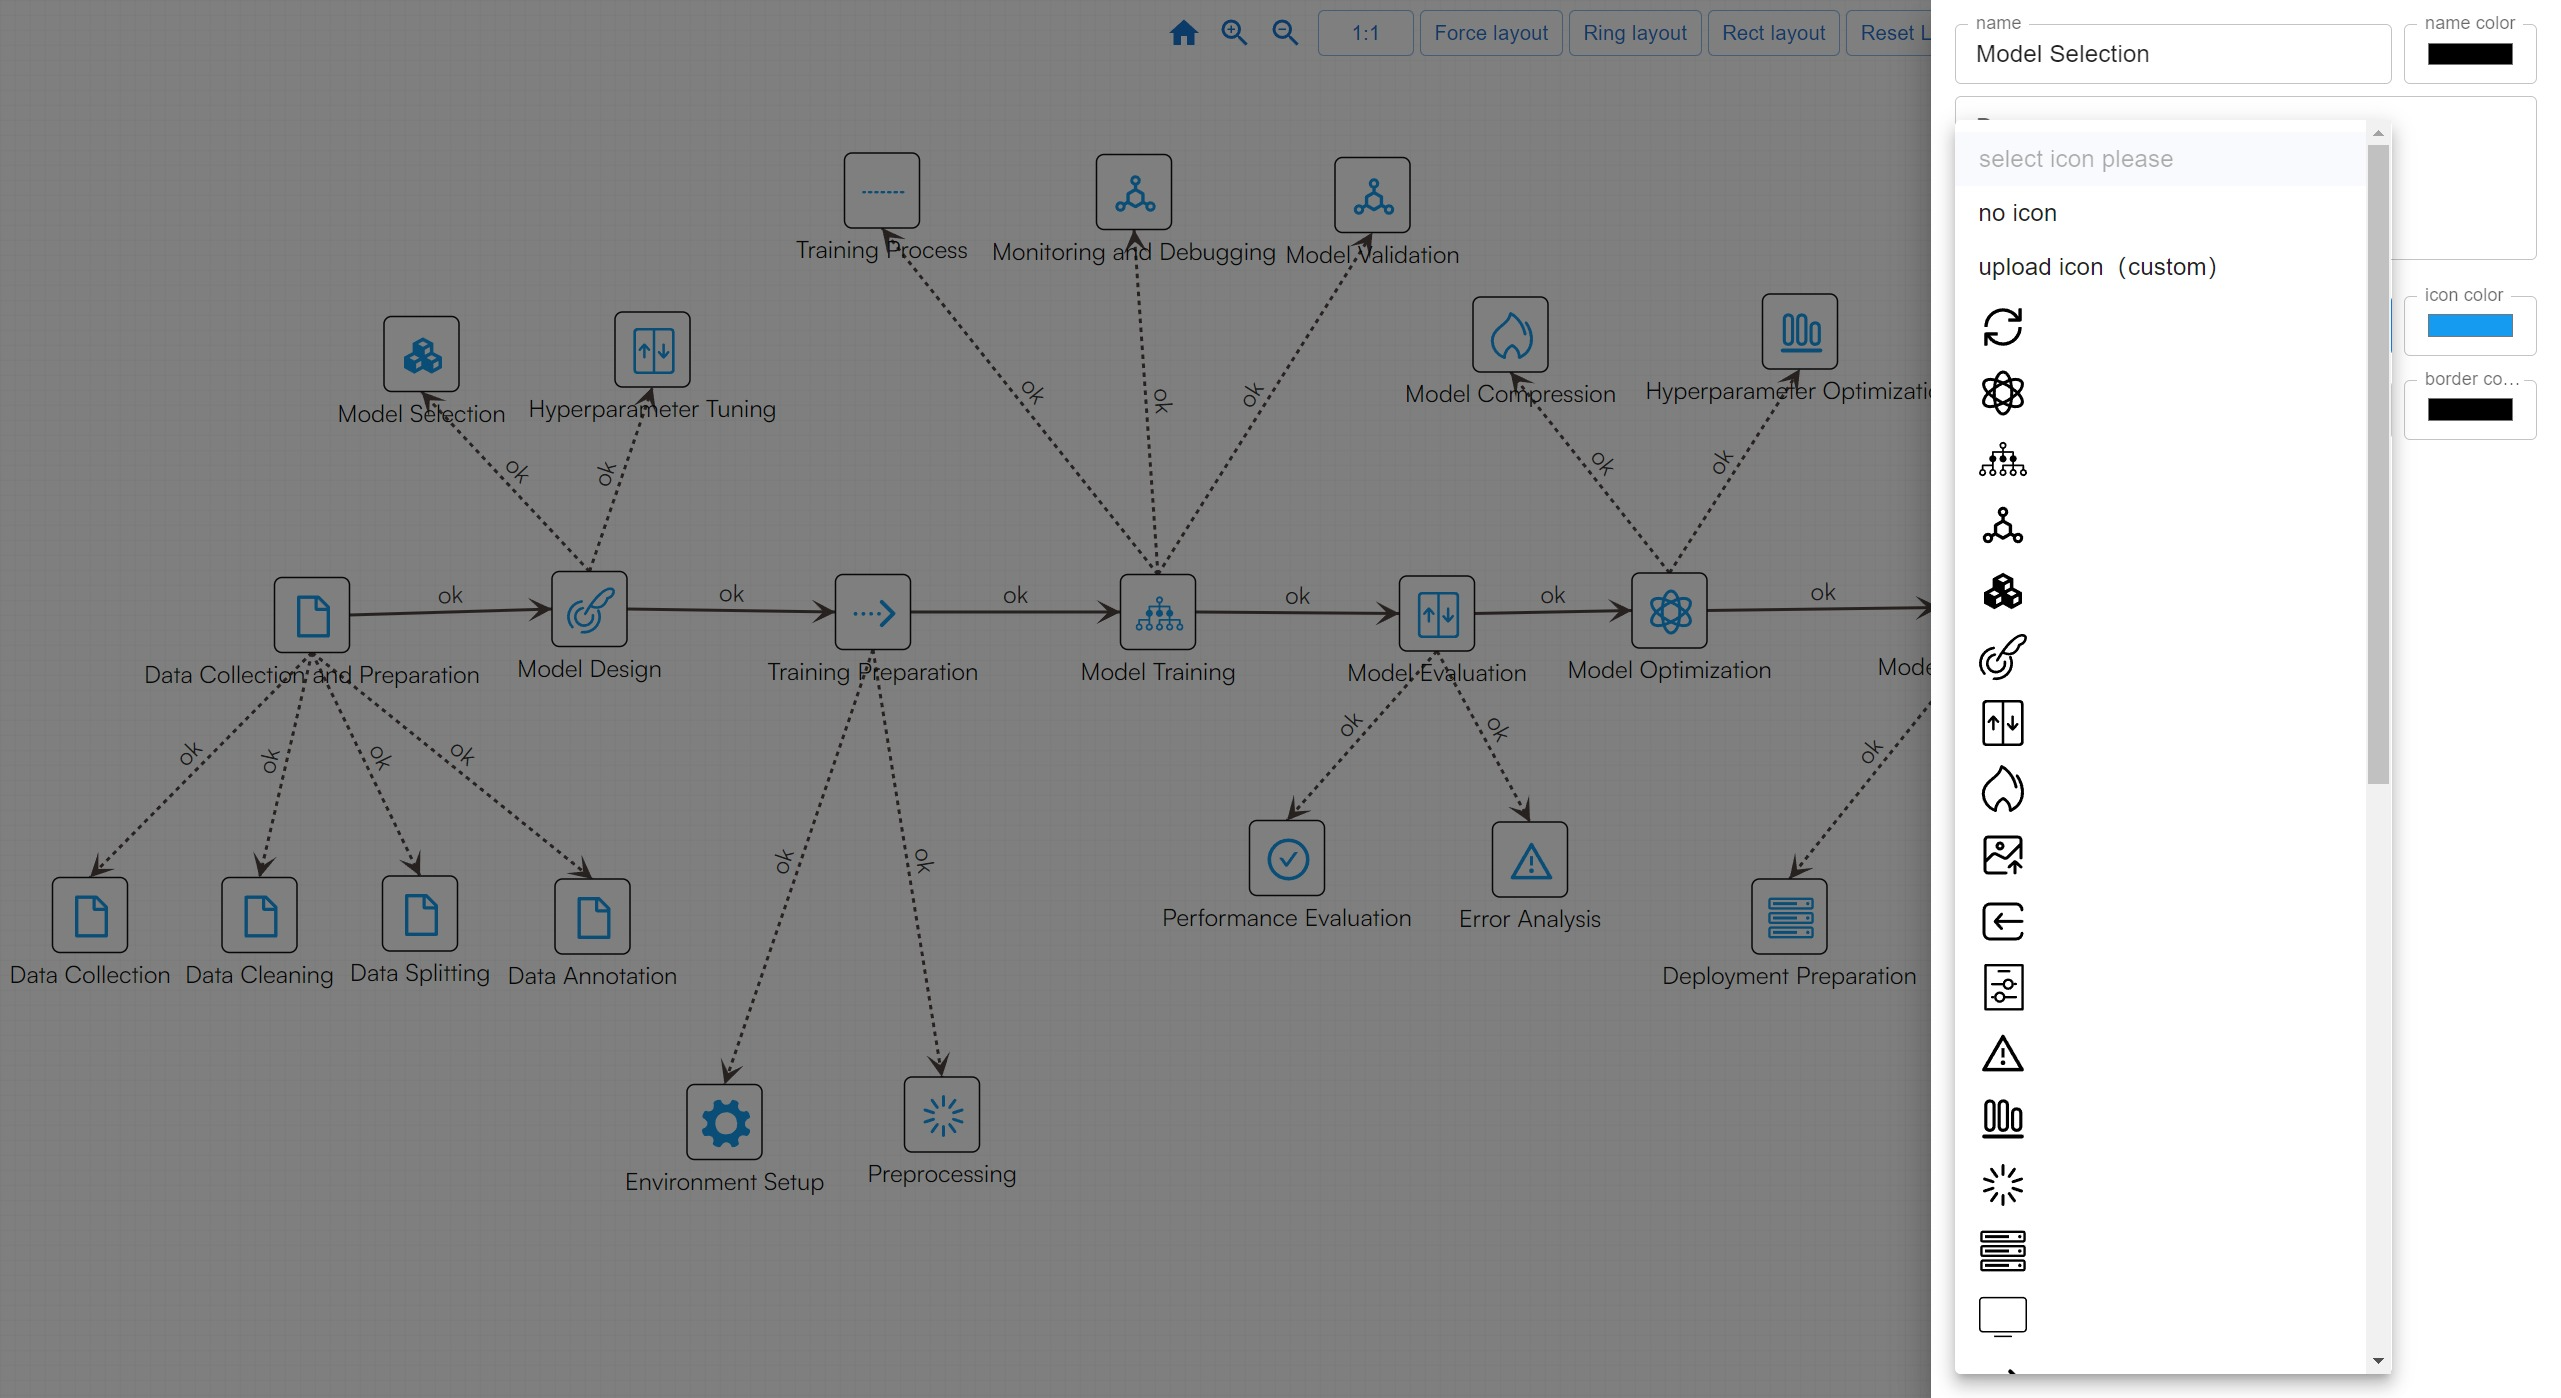 1:1
Force layout
Ring layout
Rect layout
Reset L
name
Model Selection
name color
select icon please
no icon
upload icon（custom）
icon color
border co...
Training Process
Monitoring and Debugging
Model Validation
Model Selection
Hyperparameter Tuning
Model Compression
Hyperparameter Optimizati
ok
ok
ok
ok
ok
ok
ok
ok
ok
ok
ok
ok
ok
Data Collection and Preparation
Model Design
Training Preparation
Model Training
Model Evaluation
Model Optimization
Mode
ok
ok
ok
ok
ok
ok
ok
ok
ok
Performance Evaluation
Error Analysis
Data Collection
Data Cleaning
Data Splitting
Data Annotation
Deployment Preparation
Environment Setup
Preprocessing